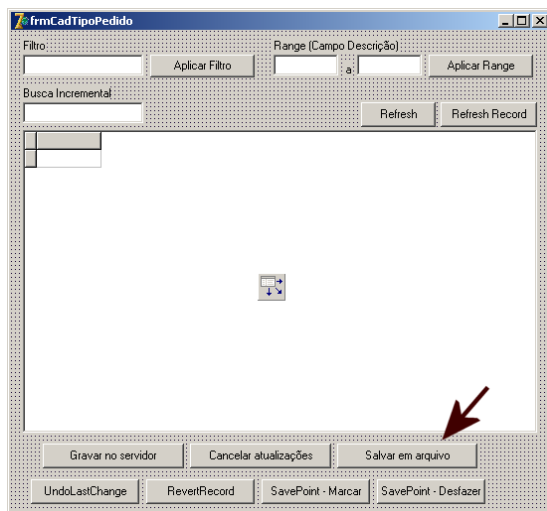 frmCadTipoPedido
Filtro
Range (Campo Descrição)
Aplicar Filtro
a
Aplicar Range
Busca Incremental
Refresh
Refresh Record
Gravar no servidor
Cancelar atualizações
Salvar em arquivo
UndoLastChange
RevertRecord
SavePoint - Marcar
SavePoint - Desfazer